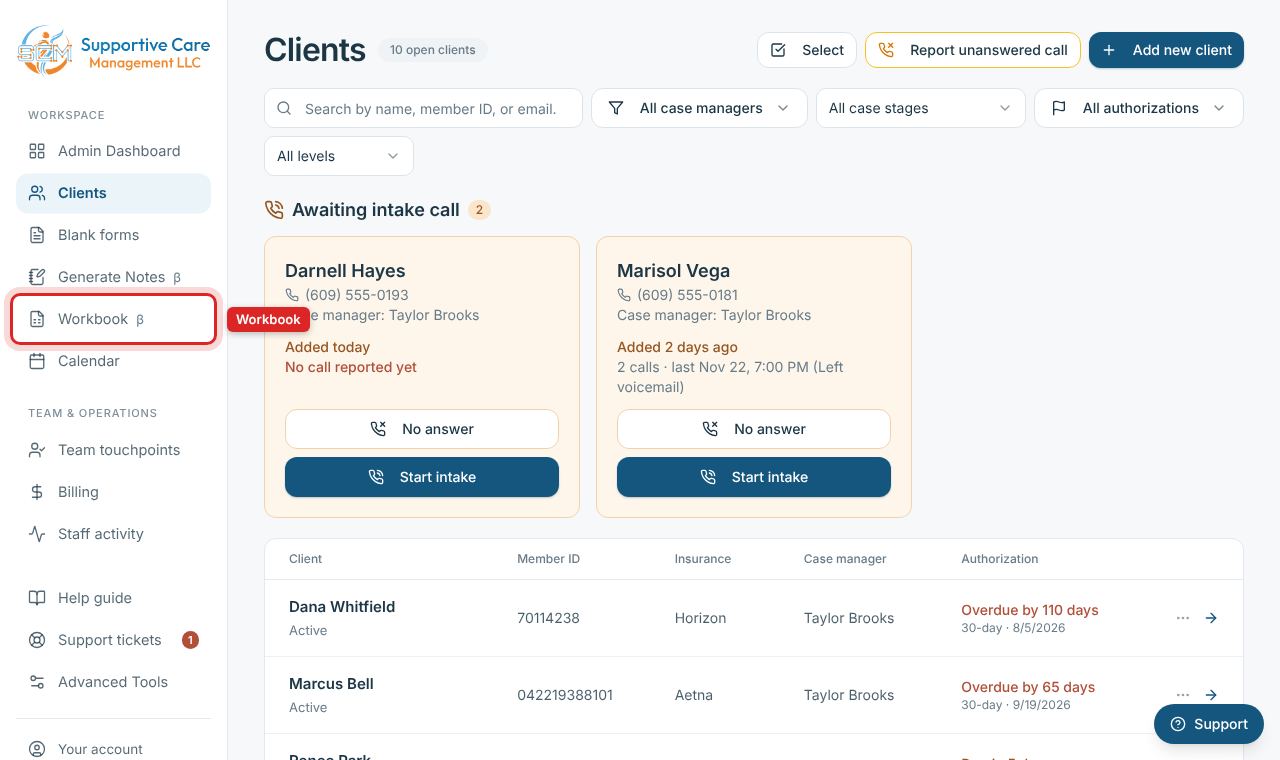 SCM
Supportive Care
Management LLC
WORKSPACE
Admin Dashboard
Clients
Blank forms
Generate Notes β
Workbook β
Workbook
Calendar
TEAM & OPERATIONS
Team touchpoints
Billing
Staff activity
Help guide
Support tickets 1
Advanced Tools
Your account
Clients
10 open clients
Select
Report unanswered call
Add new client
Search by name, member ID, or email.
All case managers
All case stages
All authorizations
All levels
Awaiting intake call 2
Darnell Hayes
(609) 555-0193
e manager: Taylor Brooks
Added today
No call reported yet
No answer
Start intake
Marisol Vega
(609) 555-0181
Case manager: Taylor Brooks
Added 2 days ago
2 calls · last Nov 22, 7:00 PM (Left
voicemail)
No answer
Start intake
Client Member ID Insurance Case manager Authorization
Dana Whitfield
Active
70114238
Horizon
Taylor Brooks
Overdue by 110 days
30-day · 8/5/2026
Marcus Bell
Active
042219388101
Aetna
Taylor Brooks
Overdue by 65 days
30-day · 9/19/2026
Support